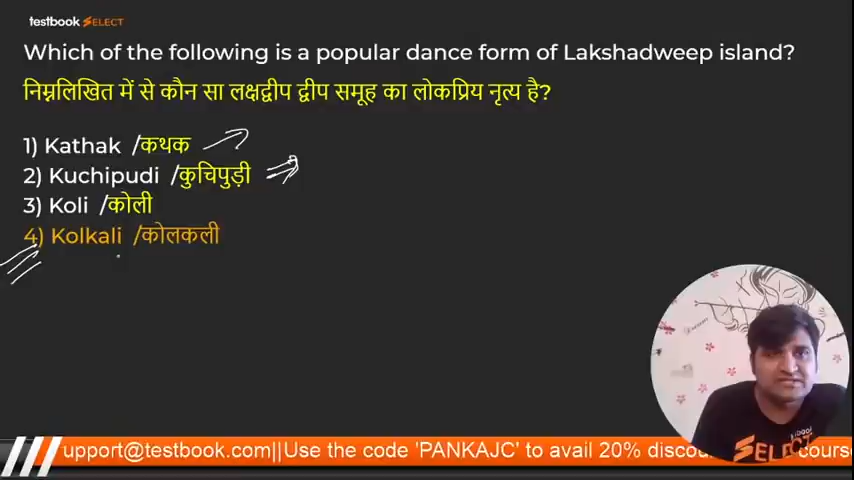 testbook SELECT
Which of the following is a popular dance form of Lakshadweep island?
निम्नलिखित में से कौन सा लक्षद्वीप द्वीप समूह का लोकप्रिय नृत्य है?
1) Kathak /कथक
2) Kuchipudi /कुचिपुड़ी
3) Koli /कोली
4) Kolkali /कोलकली
upport@testbook.com||Use the code 'PANKAJC' to avail 20% discou
course
SELECT